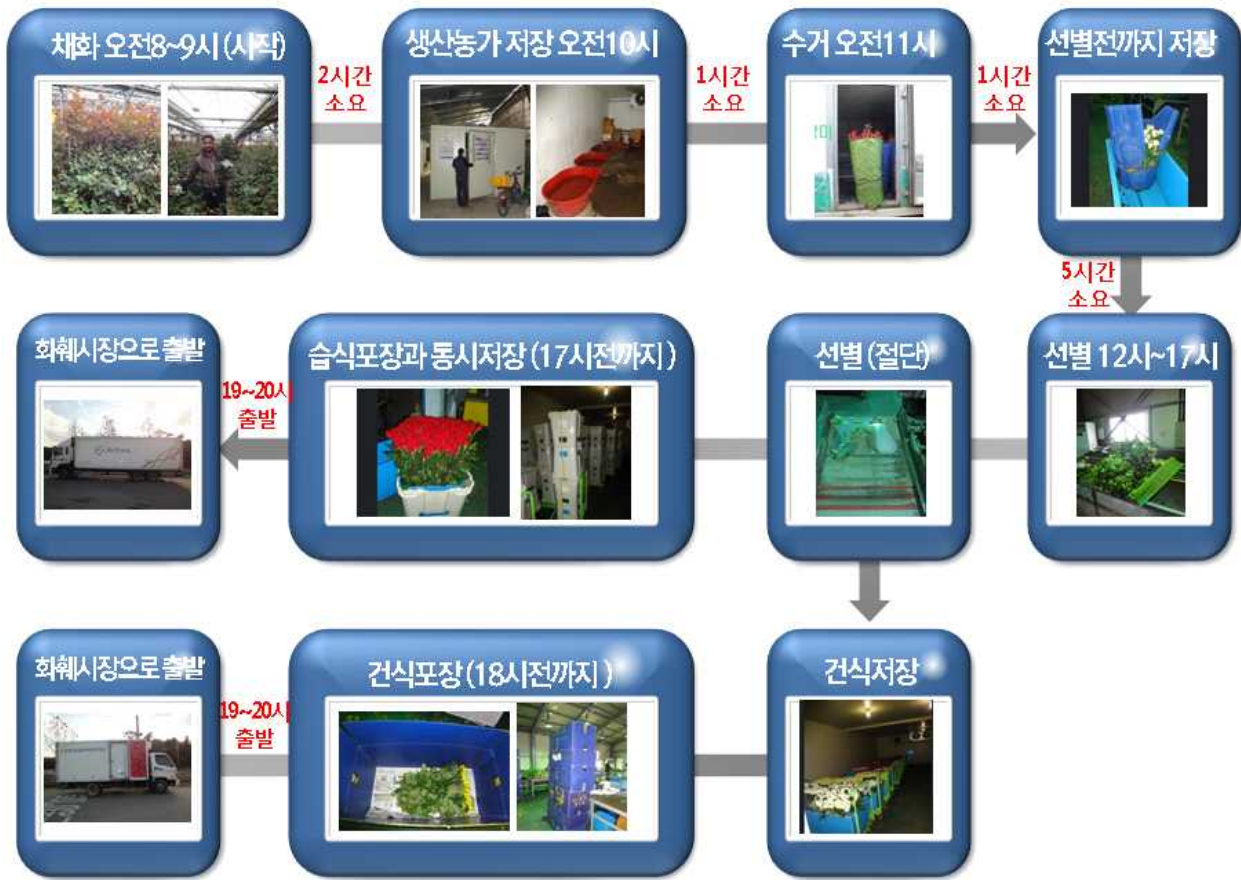 채화 오전8~9시 (시작)
2시간
소요
생산농가 저장 오전10시
1시간
소요
수거 오전11시
1시간
소요
선별전까지 저장
5시간
소요
선별 12시~17시
선별 (절단)
습식포장과 동시저장 (17시전까지 )
19~20시
출발
화훼시장으로 출발
건식저장
건식포장 (18시전까지 )
19~20시
출발
화훼시장으로 출발